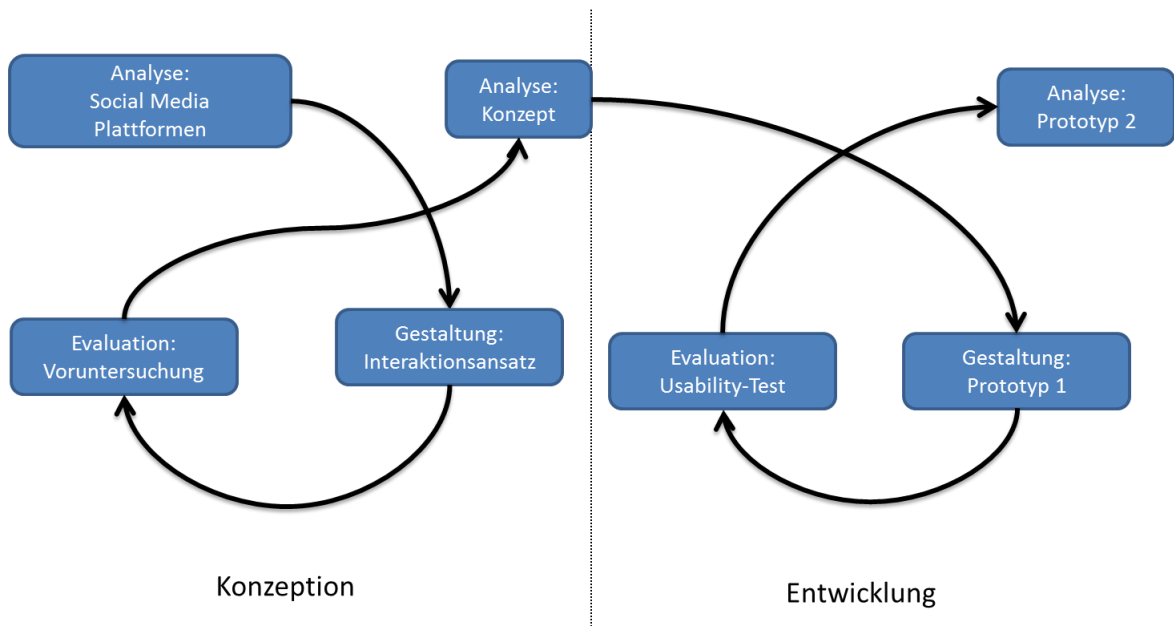 Analyse:
Social Media
Plattformen
Analyse:
Konzept
Analyse:
Prototyp 2
Evaluation:
Voruntersuchung
Gestaltung:
Interaktionsansatz
Evaluation:
Usability-Test
Gestaltung:
Prototyp 1
Konzeption
Entwicklung